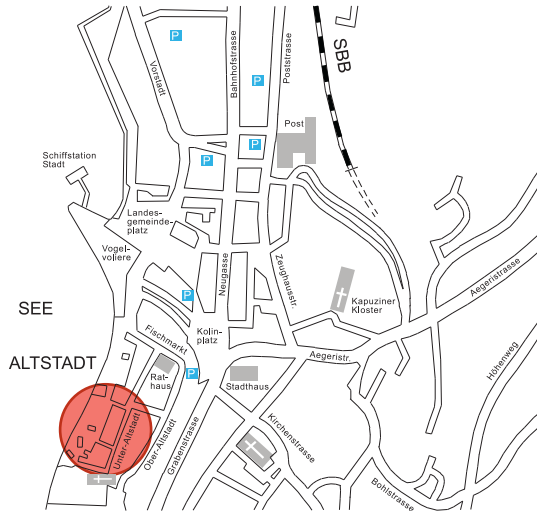 P
Vorstadt
Bahnhofstrasse
Poststrasse
SBB
P
Post
P
P
Schiffstation
Stadt
Landes-
gemeinde-
platz
Vogel-
voliere
Neugasse
Zeughausstr.
Kapuziner
Kloster
Aegeristrasse
SEE
P
Fischmarkt
Kolin-
platz
Aegeristr.
Höhenweg
ALTSTADT
Rat-
haus
P
Stadthaus
Unter-Altstadt
Ober-Altstadt
Grabenstrasse
Kirchenstrasse
Bohlstrasse